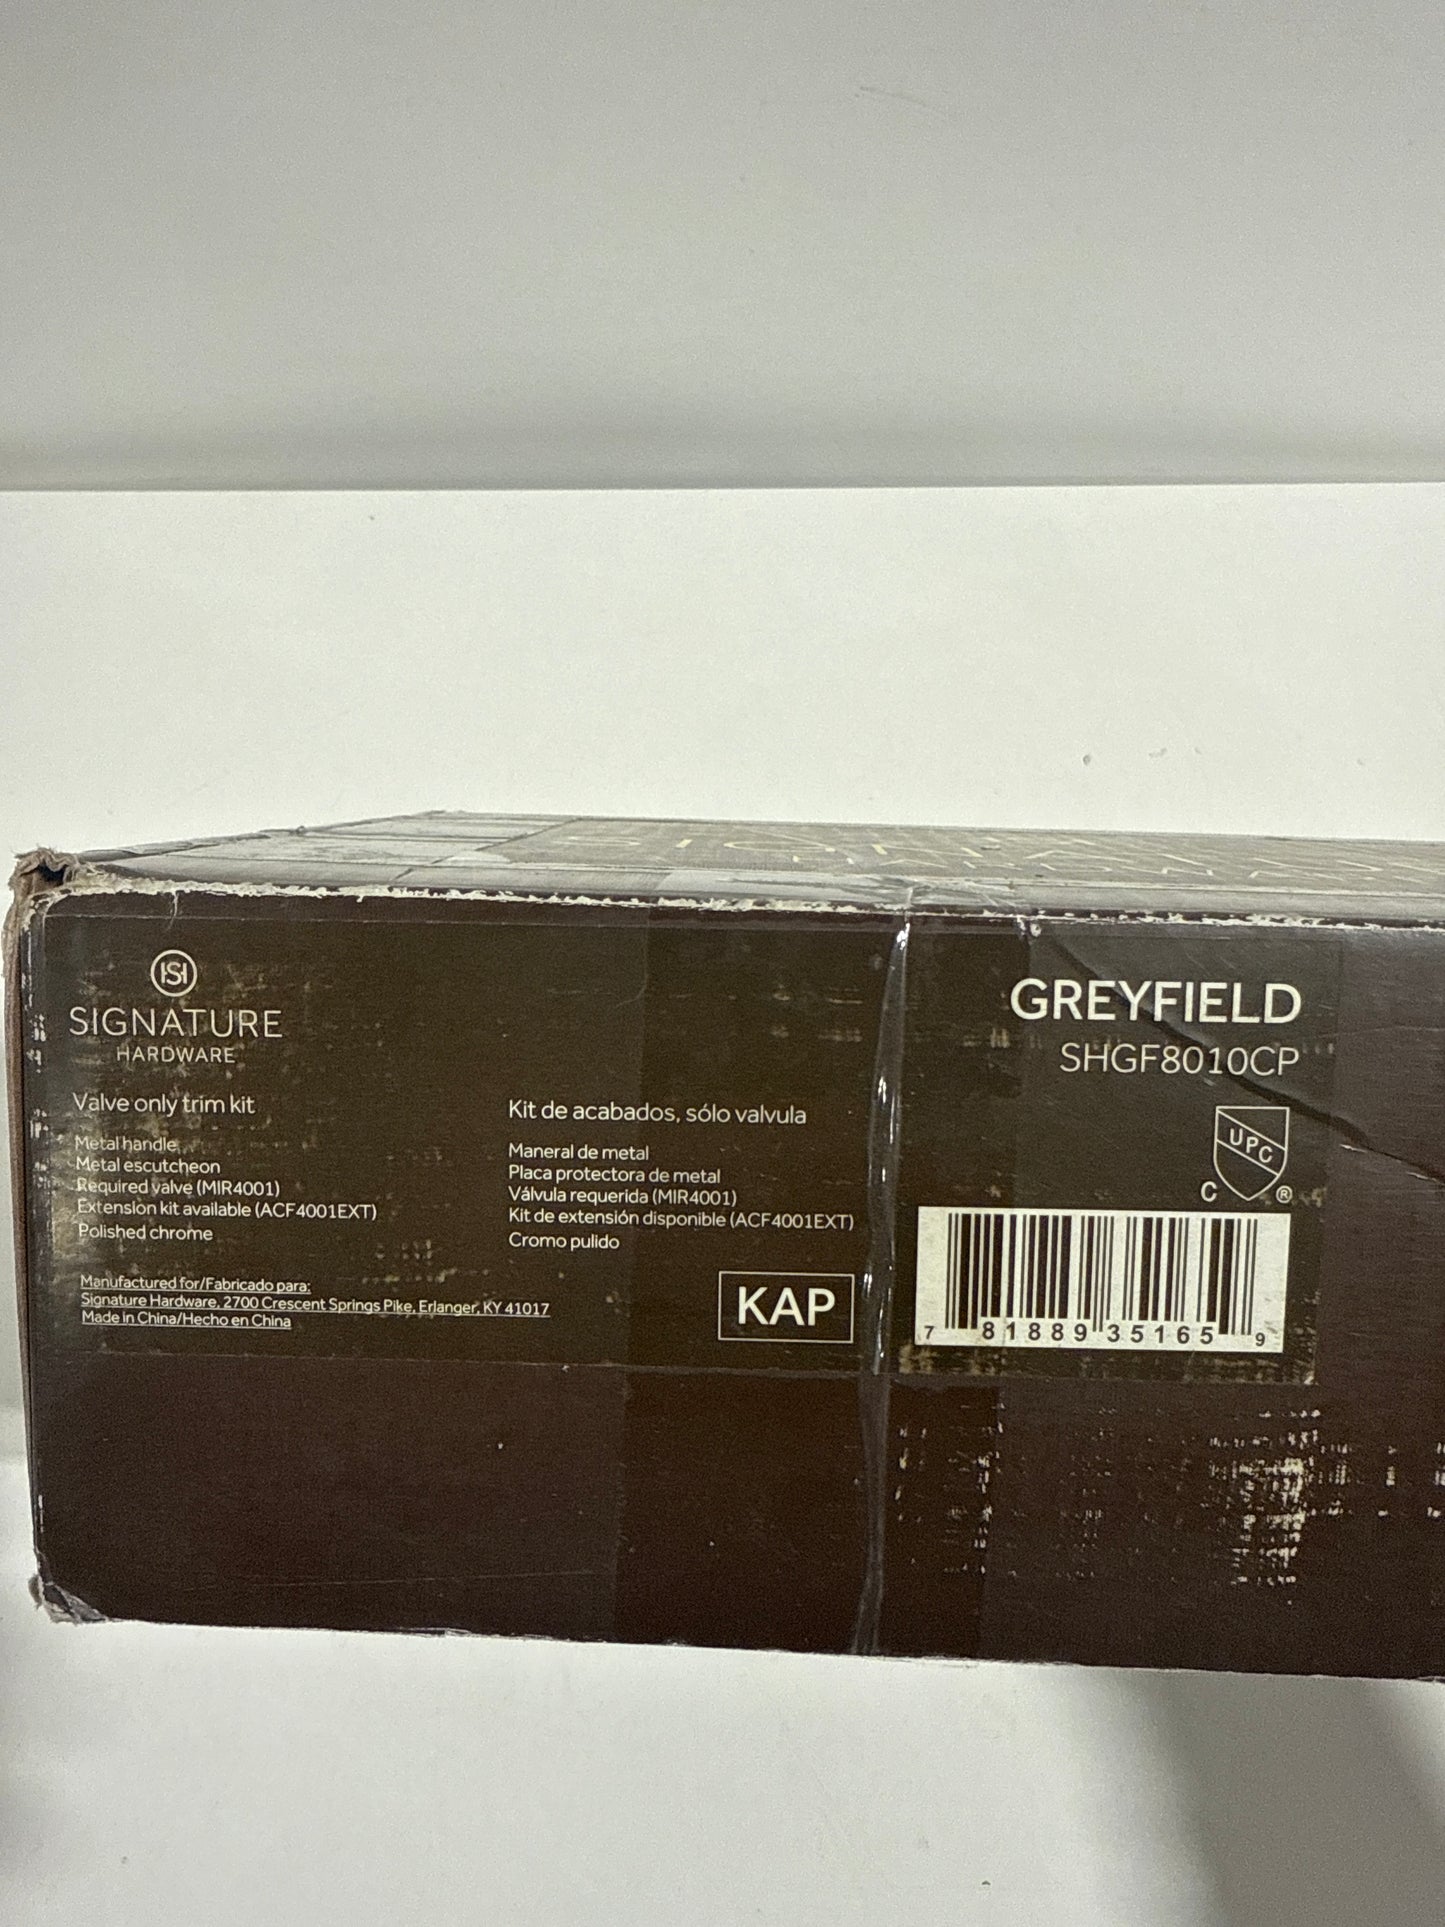 SIGNATURE
HARDWARE
ISI
SIGNATURE
HARDWARE
Valve only trim kit
Metal handle
Metal escutcheon
Required valve (MIR4001)
Extension kit available (ACF4001EXT)
Polished chrome
Manufactured for/Fabricado para:
Signature Hardware, 2700 Crescent Springs Pike, Erlanger, KY 41017
Made in China/Hecho en China
Kit de acabados, sólo valvula
Maneral de metal
Placa protectora de metal
Válvula requerida (MIR4001)
Kit de extensión disponible (ACF4001EXT)
Cromo pulido
KAP
GREYFIELD
SHGF8010CP
UPC
C ®
7 81889 35165 9